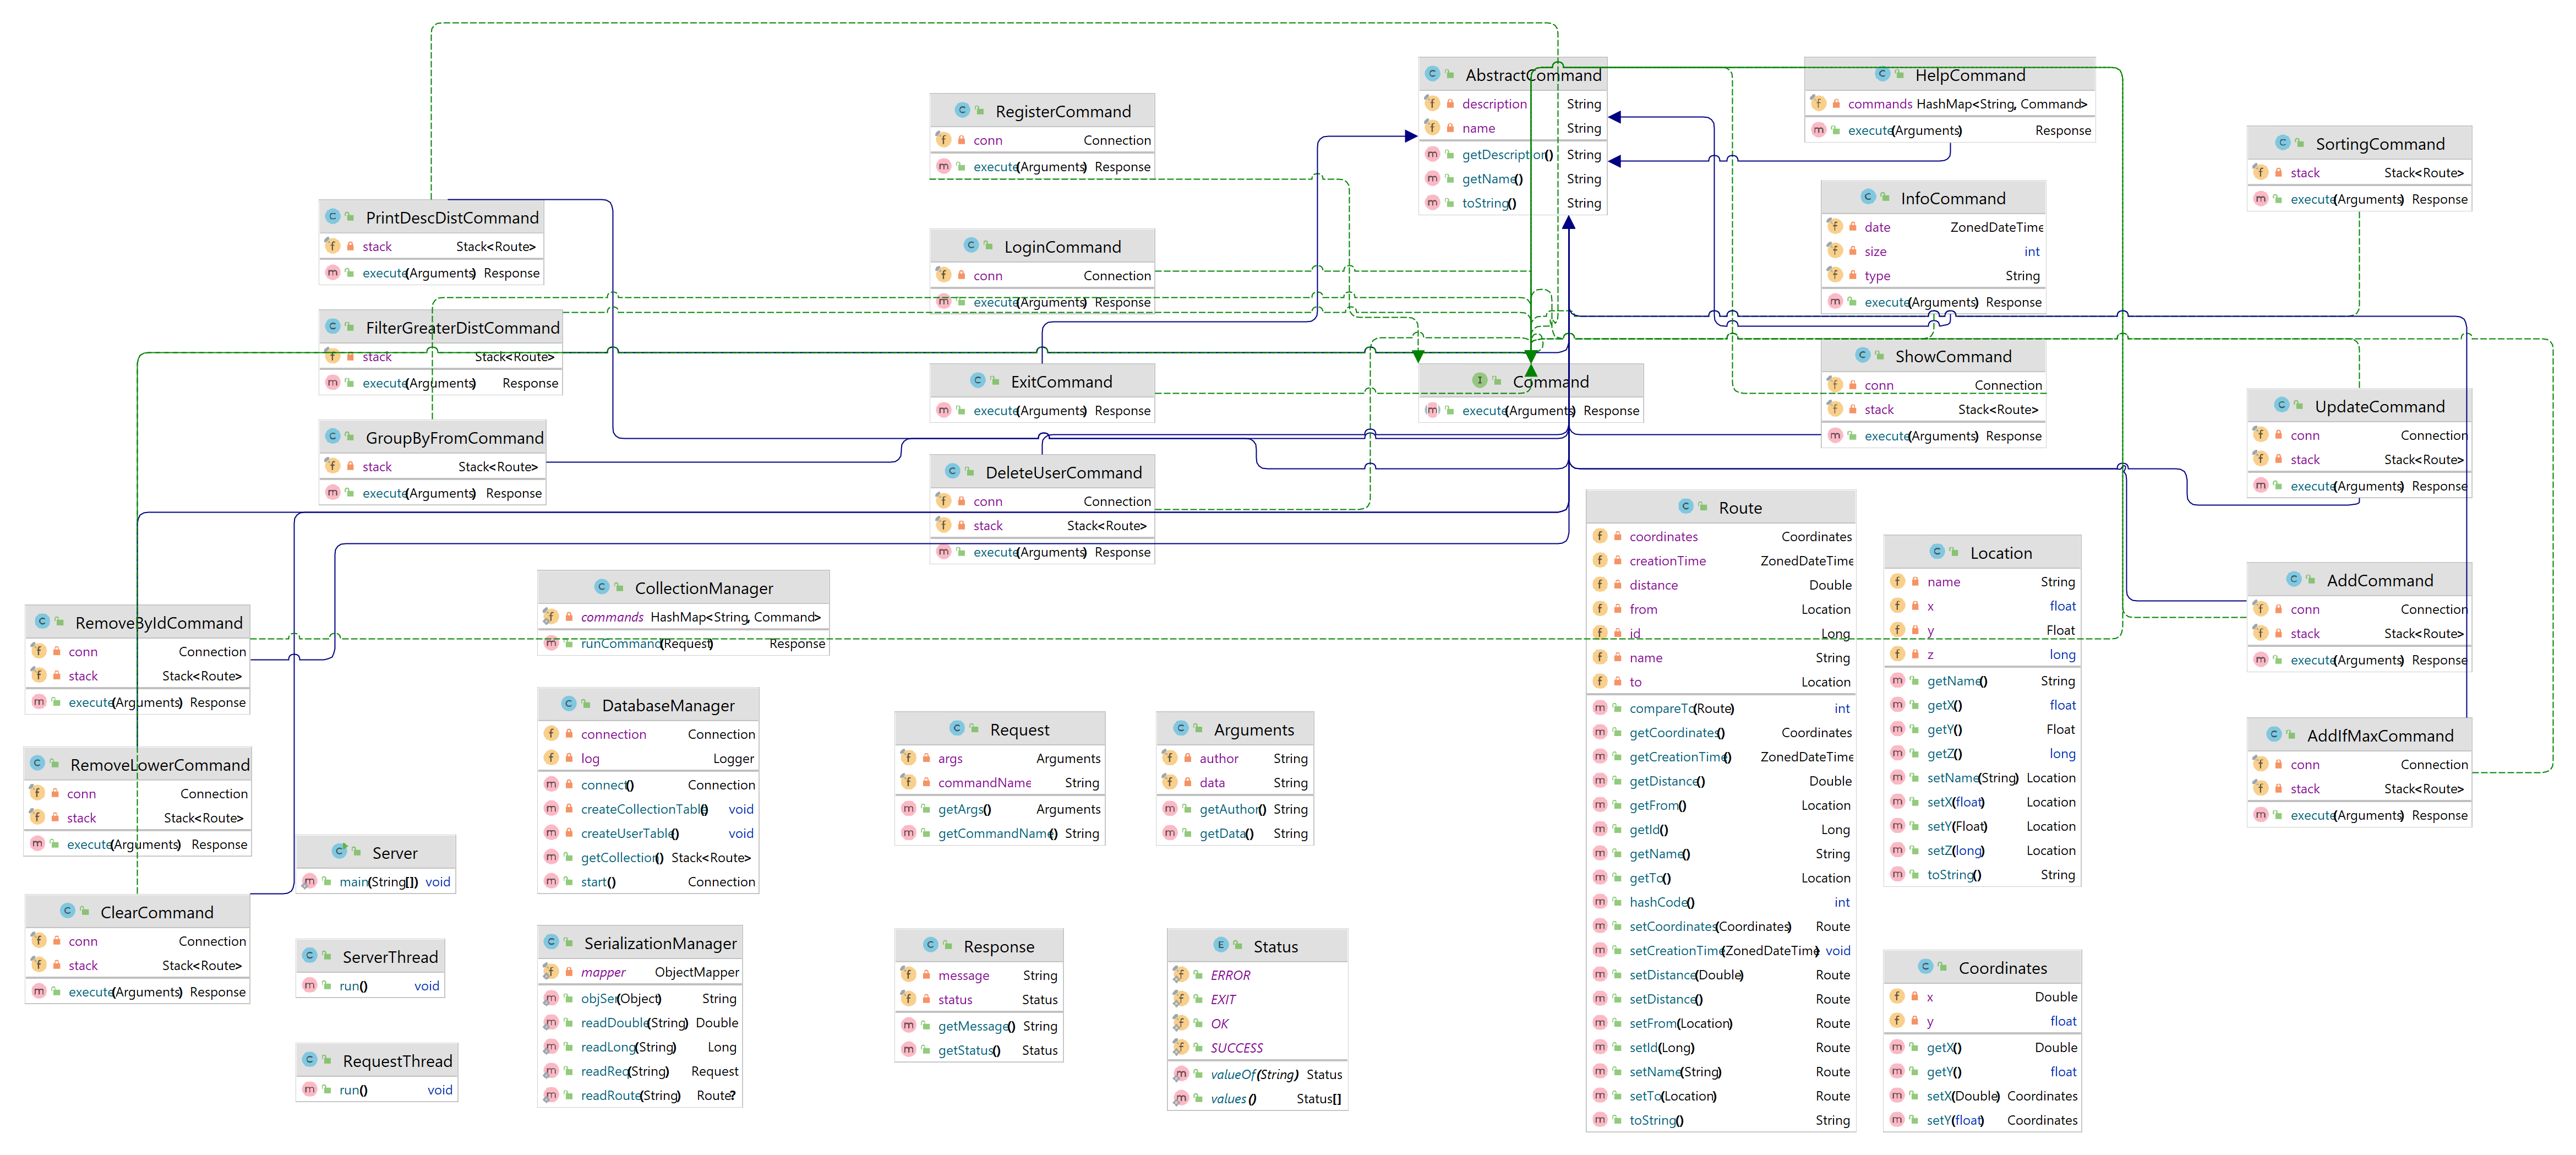 AbstractCommand
description String
name String
getDescription() String
getName() String
toString() String
HelpCommand
commands HashMap<String, Command>
execute(Arguments) Response
RegisterCommand
conn Connection
execute(Arguments) Response
SortingCommand
stack Stack<Route>
execute(Arguments) Response
InfoCommand
date ZonedDateTime
size int
type String
execute(Arguments) Response
PrintDescDistCommand
stack Stack<Route>
execute(Arguments) Response
LoginCommand
conn Connection
execute(Arguments) Response
FilterGreaterDistCommand
stack Stack<Route>
execute(Arguments) Response
ShowCommand
conn Connection
stack Stack<Route>
execute(Arguments) Response
ExitCommand
execute(Arguments) Response
Command
execute(Arguments) Response
UpdateCommand
conn Connection
stack Stack<Route>
execute(Arguments) Response
GroupByFromCommand
stack Stack<Route>
execute(Arguments) Response
DeleteUserCommand
conn Connection
stack Stack<Route>
execute(Arguments) Response
Route
coordinates Coordinates
creationTime ZonedDateTime
distance Double
from Location
id Long
name String
to Location
compareTo(Route) int
getCoordinates() Coordinates
getCreationTime() ZonedDateTime
getDistance() Double
getFrom() Location
getId() Long
getName() String
getTo() Location
hashCode() int
setCoordinates(Coordinates) Route
setCreationTime(ZonedDateTime) void
setDistance(Double) Route
setDistance() Route
setFrom(Location) Route
setId(Long) Route
setName(String) Route
setTo(Location) Route
toString() String
Location
name String
x float
y Float
z long
getName() String
getX() float
getY() Float
getZ() long
setName(String) Location
setX(float) Location
setY(Float) Location
setZ(long) Location
toString() String
AddCommand
conn Connection
stack Stack<Route>
execute(Arguments) Response
CollectionManager
commands HashMap<String, Command>
runCommand(Request) Response
RemoveByIdCommand
conn Connection
stack Stack<Route>
execute(Arguments) Response
DatabaseManager
connection Connection
log Logger
connect() Connection
createCollectionTable() void
createUserTable() void
getCollection() Stack<Route>
start() Connection
Request
args Arguments
commandName String
getArgs() Arguments
getCommandName() String
Arguments
author String
data String
getAuthor() String
getData() String
AddIfMaxCommand
conn Connection
stack Stack<Route>
execute(Arguments) Response
RemoveLowerCommand
conn Connection
stack Stack<Route>
execute(Arguments) Response
Server
main(String[]) void
ClearCommand
conn Connection
stack Stack<Route>
execute(Arguments) Response
ServerThread
run() void
SerializationManager
mapper ObjectMapper
objSer(Object) String
readDouble(String) Double
readLong(String) Long
readReq(String) Request
readRoute(String) Route?
Response
message String
status Status
getMessage() String
getStatus() Status
Status
ERROR
EXIT
OK
SUCCESS
valueOf(String) Status
values() Status[]
Coordinates
x Double
y float
getX() Double
getY() float
setX(Double) Coordinates
setY(float) Coordinates
RequestThread
run() void